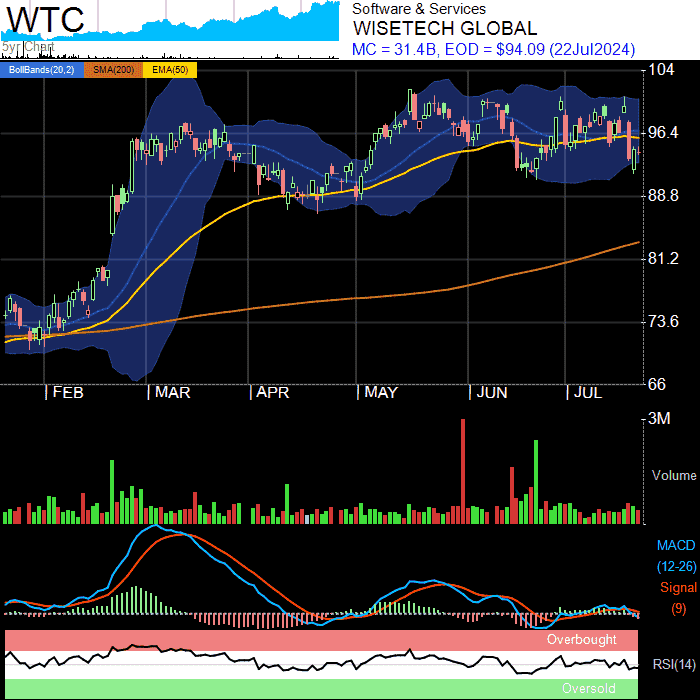 WTC
5yr Chart
Software & Services
WISETECH GLOBAL
MC = 31.4B, EOD = $94.09 (22Jul2024)
BollBands(20,2) SMA(200) EMA(50)
104
96.4
88.8
81.2
73.6
66
FEB MAR APR MAY JUN JUL
3M
Volume
MACD
(12-26)
Signal
(9)
Overbought
RSI(14)
Oversold